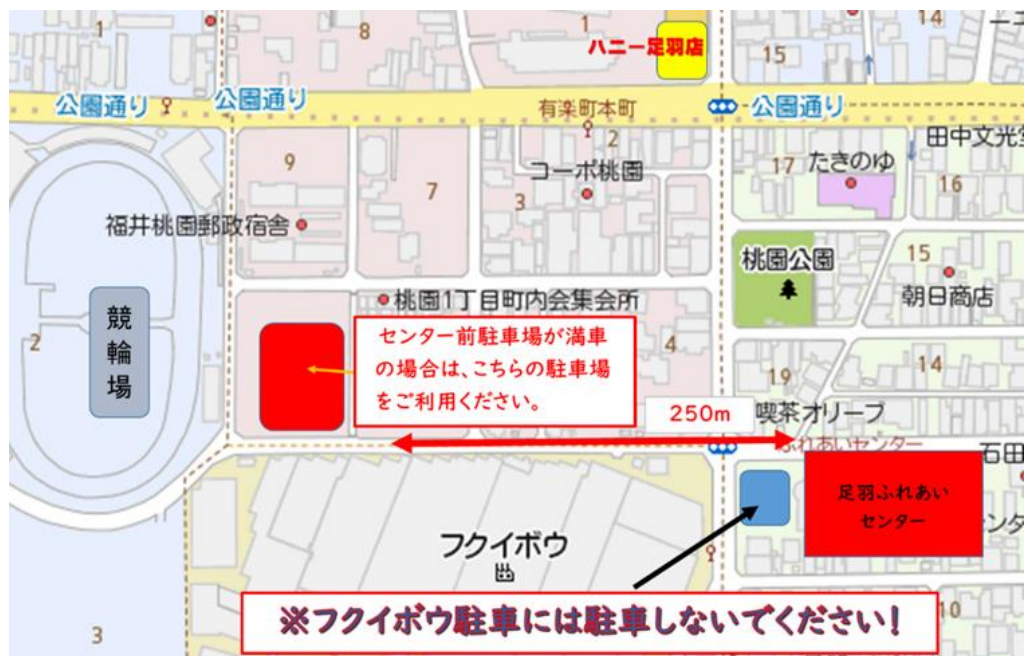 1
8
1
ハニー足羽店
15
14
公園通り
公園通り
有楽町本町
公園通り
9
7
2
コーポ桃園
3
17
たきのゆ
田中文光
16
福井桃園郵政宿舎
桃園公園
15
朝日商店
競輪場
2
桃園1丁目町内会集会所
センター前駐車場が満車
の場合は、こちらの駐車場
をご利用ください。
4
19
14
250m
喫茶オリーブ
ふれあいセンター
石田
足羽ふれあい
センター
フクイボウ
※フクイボウ駐車には駐車しないでください!
10
3